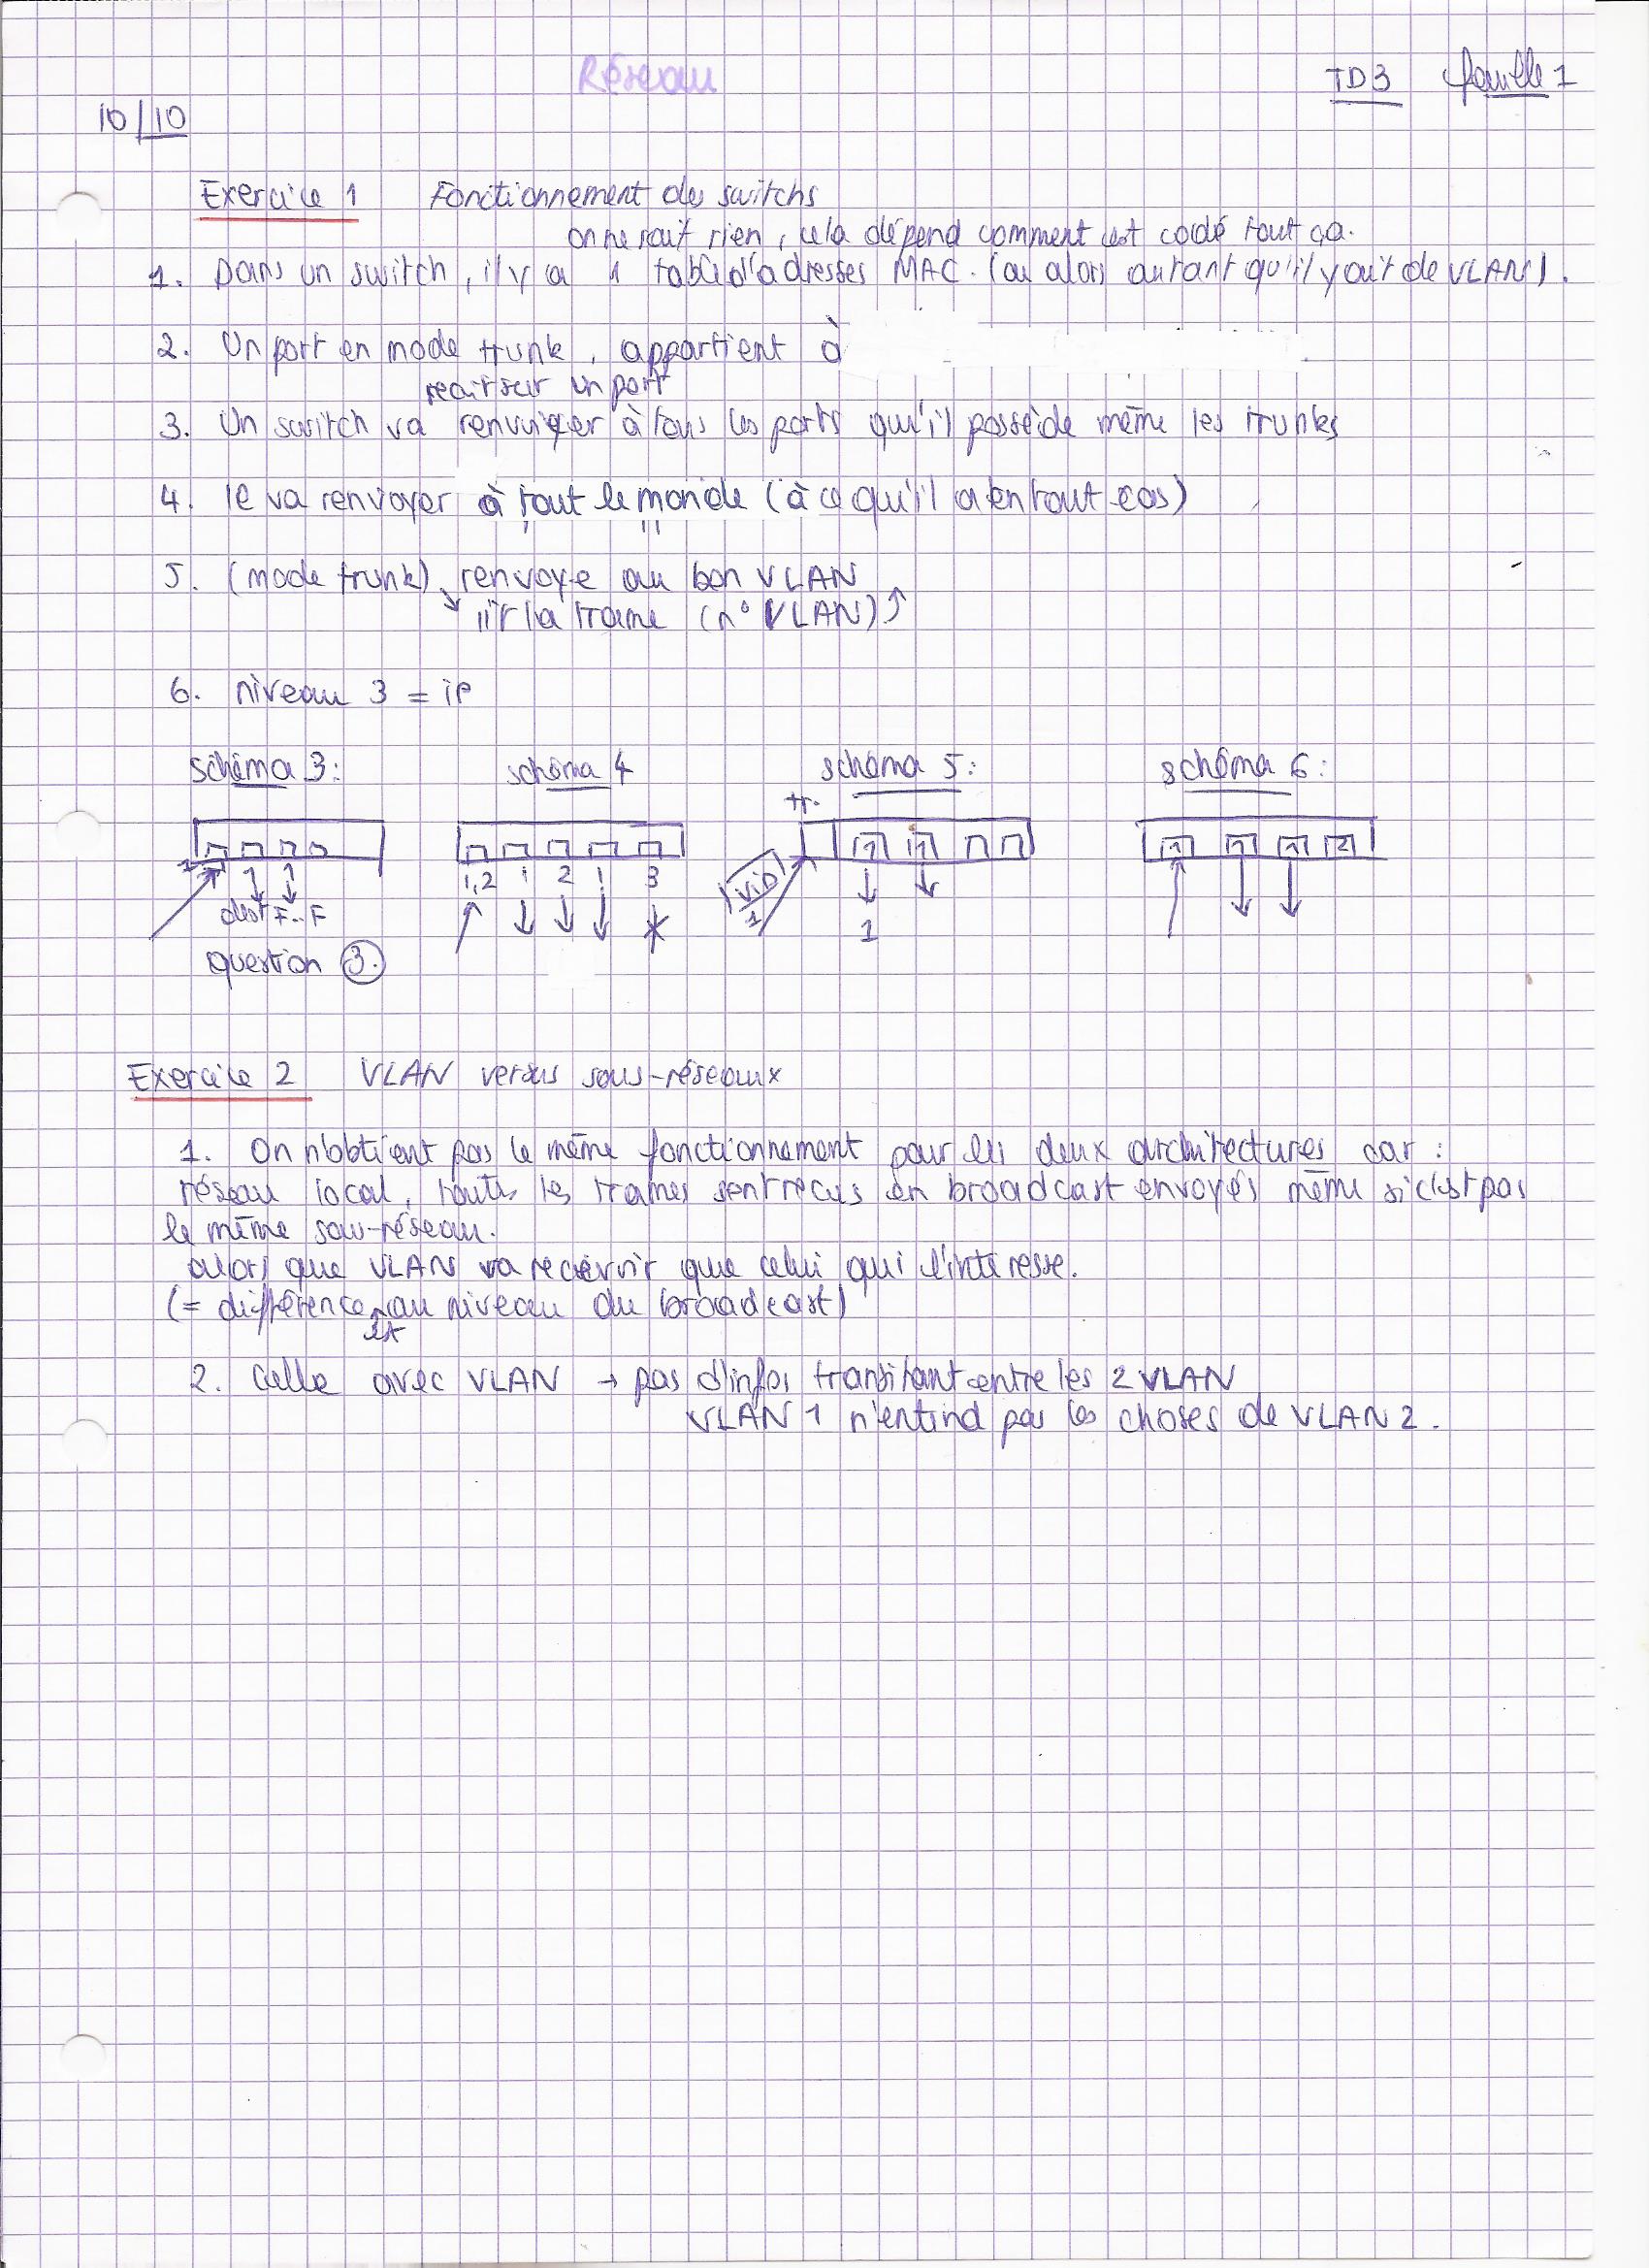 Réseau
TD3 feuille 1
10/10
Exercice 1 Fonctionnement des switchs
on ne sait rien, cela dépend comment est codé tout ça.
1. Dans un switch, il y a 1 table d'adresses MAC. (ou alors autant qu'il y ait de VLAN).
2. Un port en mode trunk, appartient à
reçoit sur un port
3. Un switch va renvoyer à tous les ports qu'il possède même les trunks
4. Il va renvoyer à tout le monde (à ce qu'il a en tout cas)
5. (mode trunk) renvoye au bon VLAN
lit la trame (n° VLAN)
6. niveau 3 = iP
schéma 3: schéma 4 schéma 5: schéma 6:
tr.
1 1 1 1 1 1 2
1 1 1,2 1 2 1 3 VID 1
dest F..F 1
question 3.
Exercice 2 VLAN versus sous-réseaux
1. On n'obtient pas le même fonctionnement pour les deux architectures car :
réseau local, toutes les trames sont reçus en broadcast envoyés même si c'est pas
le même sous-réseau.
alors que VLAN va recevoir que celui qui l'intéresse.
(= différence au niveau du broadcast)
est
2. Celle avec VLAN → pas d'infos transitant entre les 2 VLAN
VLAN 1 n'entend pas les choses de VLAN 2.